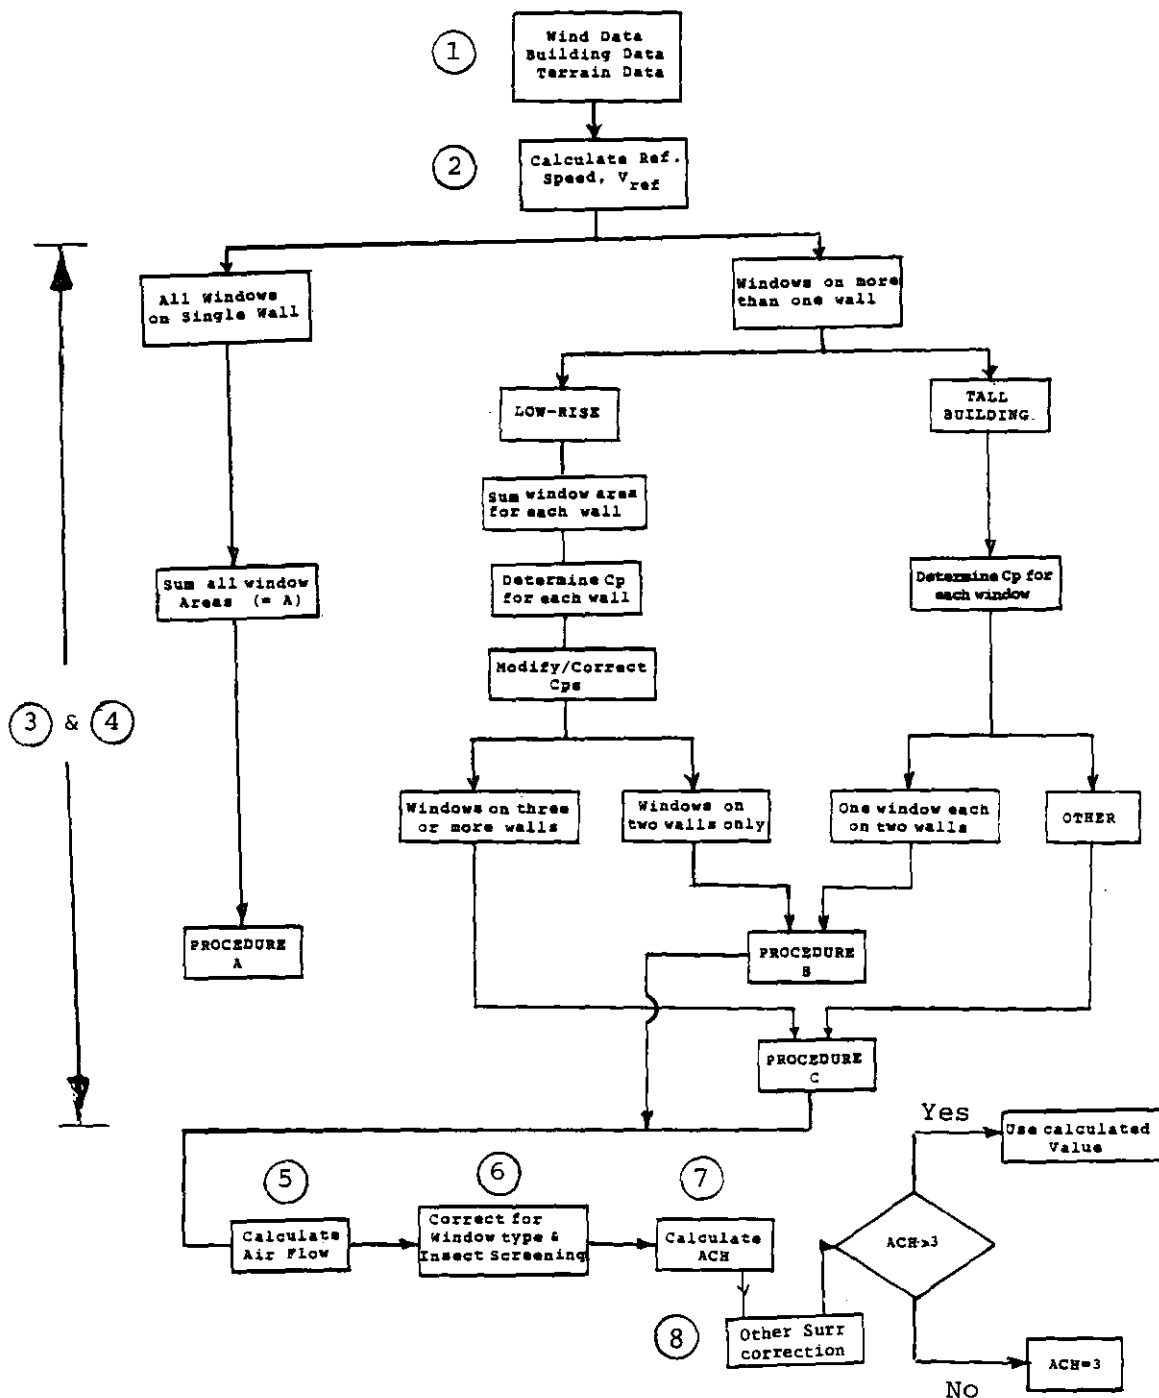 1
Wind Data
Building Data
Terrain Data
2
Calculate Ref.
Speed, Vref
All Windows
on Single Wall
Windows on more
than one wall
LOW-RISE
TALL
BUILDING.
Sum window area
for each wall
Sum all window
Areas (= A)
Determine Cp
for each wall
Determine Cp for
each window
Modify/Correct
Cps
3 & 4
Windows on three
or more walls
Windows on
two walls only
One window each
on two walls
OTHER
PROCEDURE
A
PROCEDURE
B
PROCEDURE
C
Yes
Use calculated
Value
5
6
7
Calculate
Air Flow
Correct for
Window type &
Insect Screening
Calculate
ACH
ACH>3
8
Other Surr
correction
ACH=3
No